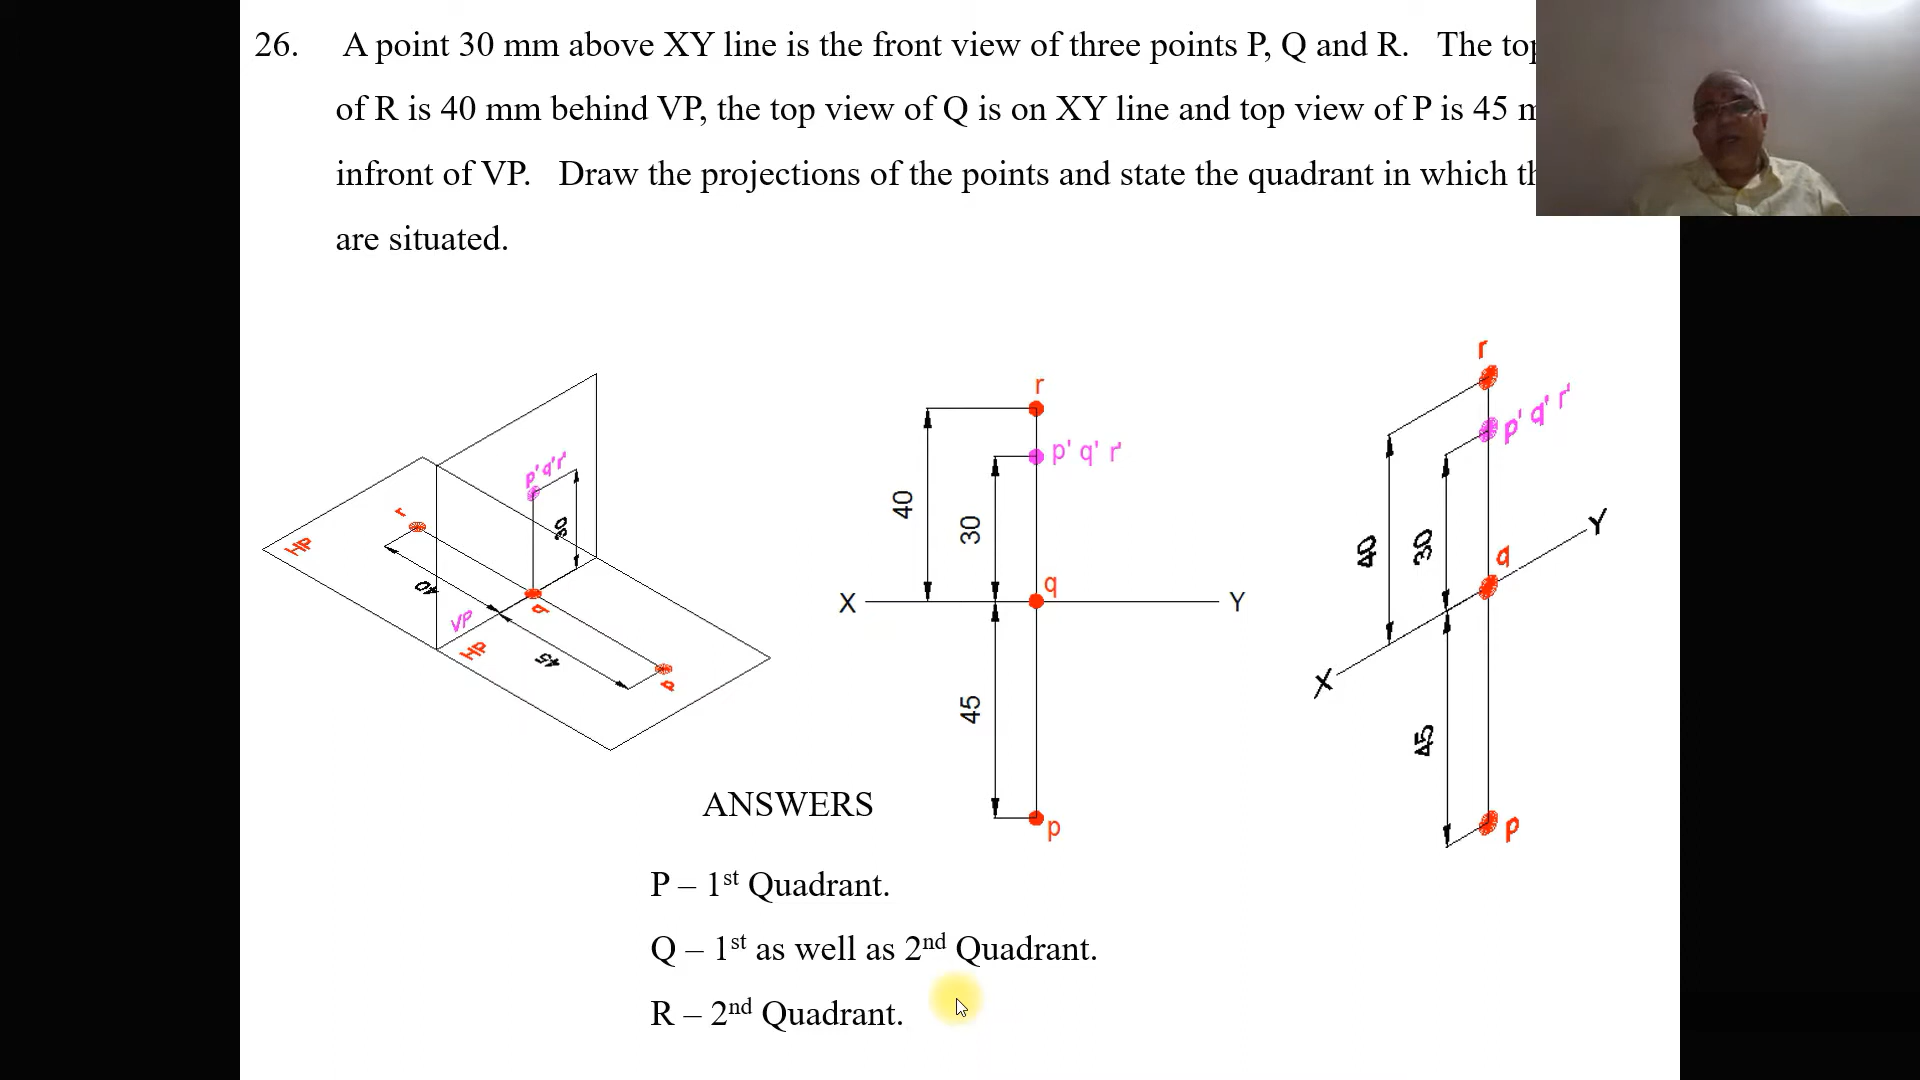 26. A point 30 mm above XY line is the front view of three points P, Q and R. The
of R is 40 mm behind VP, the top view of Q is on XY line and top view of P is 45
infront of VP. Draw the projections of the points and state the quadrant in which
are situated.
r
p' q' r'
HP
40
30
q
VP
HP
45
p
r
p' q' r'
40
30
q
X
Y
45
p
r
p' q' r'
40
30
q
Y
X
45
p
ANSWERS
P – 1st Quadrant.
Q – 1st as well as 2nd Quadrant.
R – 2nd Quadrant.